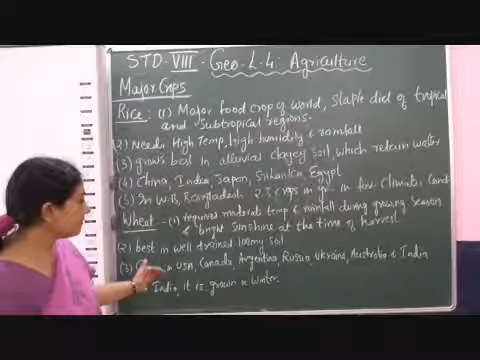 STD. VIII - Geo-L.4: Agriculture
Major Crops
Rice: (1) Major food crop of world, Staple diet of tropical
and Subtropical regions.
(2) Needs High Temp, High humidity & rainfall
(3) grows best in alluvial clayey soil, which retain water
(4) China, India, Japan, Sri Lanka, Egypt
(5) In W.B, Bangladesh 2-3 crops in yr in fav. Climatic Cond
Wheat - (1) requires moderate temp & rainfall during growing season
& bright Sunshine at the time of harvest.
(2) best in well drained loamy soil
(3) USA, Canada, Argentina, Russia, Ukraine, Australia & India
India, it is grown in winter.